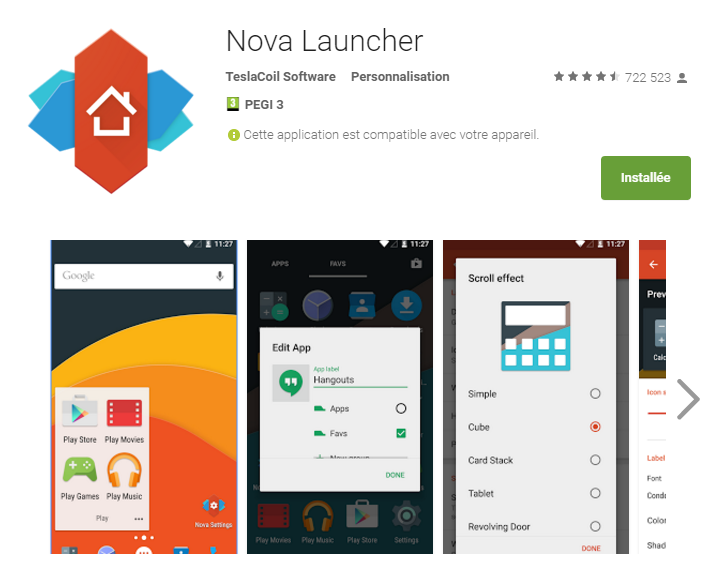 Nova Launcher
TeslaCoil Software Personnalisation
722 523
3 PEGI 3
Cette application est compatible avec votre appareil.
Installée
11:27
Google
Play Store Play Movies
Play Games Play Music
Play
Nova Settings
11:27
APPS FAVS
Edit App
App label
Hangouts
Apps
Favs
New group
DONE
Play Movies Play Music Play Store Settings
11:27
Scroll effect
Simple
Cube
Card Stack
Tablet
Revolving Door
DONE
Prev
Calc
Icon s
Label
Font
Cond
Color
Shad